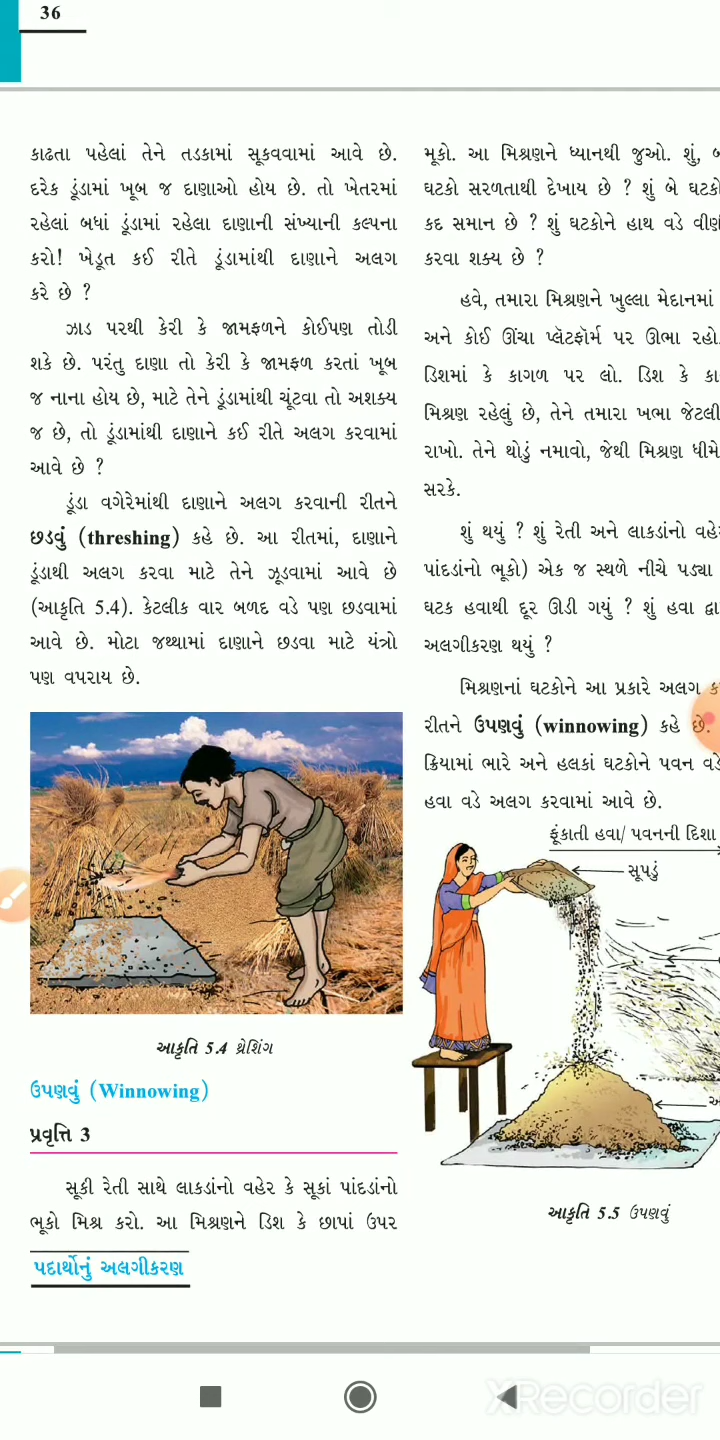 36
કાઢતા પહેલાં તેને તડકામાં સૂકવવામાં આવે છે.
દરેક ડૂંડામાં ખૂબ જ દાણાઓ હોય છે. તો ખેતરમાં
રહેલાં બધાં ડૂંડામાં રહેલા દાણાની સંખ્યાની કલ્પના
કરો! ખેડૂત કઈ રીતે ડૂંડામાંથી દાણાને અલગ
કરે છે ?
ઝાડ પરથી કેરી કે જામફળને કોઈપણ તોડી
શકે છે. પરંતુ દાણા તો કેરી કે જામફળ કરતાં ખૂબ
જ નાના હોય છે, માટે તેને ડૂંડામાંથી ચૂંટવા તો અશક્ય
જ છે, તો ડૂંડામાંથી દાણાને કઈ રીતે અલગ કરવામાં
આવે છે ?
ડૂંડા વગેરેમાંથી દાણાને અલગ કરવાની રીતને
છડવું (threshing) કહે છે. આ રીતમાં, દાણાને
ડૂંડાથી અલગ કરવા માટે તેને ઝૂડવામાં આવે છે
(આકૃતિ 5.4). કેટલીક વાર બળદ વડે પણ છડવામાં
આવે છે. મોટા જથ્થામાં દાણાને છડવા માટે યંત્રો
પણ વપરાય છે.
આકૃતિ 5.4 થ્રેશિંગ
ઉપણવું (Winnowing)
પ્રવૃત્તિ 3
સૂકી રેતી સાથે લાકડાંનો વહેર કે સૂકાં પાંદડાંનો
ભૂકો મિશ્ર કરો. આ મિશ્રણને ડિશ કે છાપાં ઉપર
પદાર્થોનું અલગીકરણ
મૂકો. આ મિશ્રણને ધ્યાનથી જુઓ. શું,
ઘટકો સરળતાથી દેખાય છે ? શું બે
કદ સમાન છે ? શું ઘટકોને હાથ વડે
કરવા શક્ય છે ?
હવે, તમારા મિશ્રણને ખુલ્લા મેદાનમાં
અને કોઈ ઊંચા પ્લૅટફૉર્મ પર ઊભા રહો.
ડિશમાં કે કાગળ પર લો. ડિશ કે
મિશ્રણ રહેલું છે, તેને તમારા ખભા જેટલી
રાખો. તેને થોડું નમાવો, જેથી મિશ્રણ ધીમે
સરકે.
શું થયું ? શું રેતી અને લાકડાંનો
પાંદડાંનો ભૂકો) એક જ સ્થળે નીચે પડ્યા
ઘટક હવાથી દૂર ઊડી ગયું ? શું હવા
અલગીકરણ થયું ?
મિશ્રણનાં ઘટકોને આ પ્રકારે અલગ
રીતને ઉપણવું (winnowing) કહે છે.
ક્રિયામાં ભારે અને હલકાં ઘટકોને પવન વડે
હવા વડે અલગ કરવામાં આવે છે.
ફૂંકાતી હવા/ પવનની દિશા
સૂપડું
આકૃતિ 5.5 ઉપણવું
XRecorder